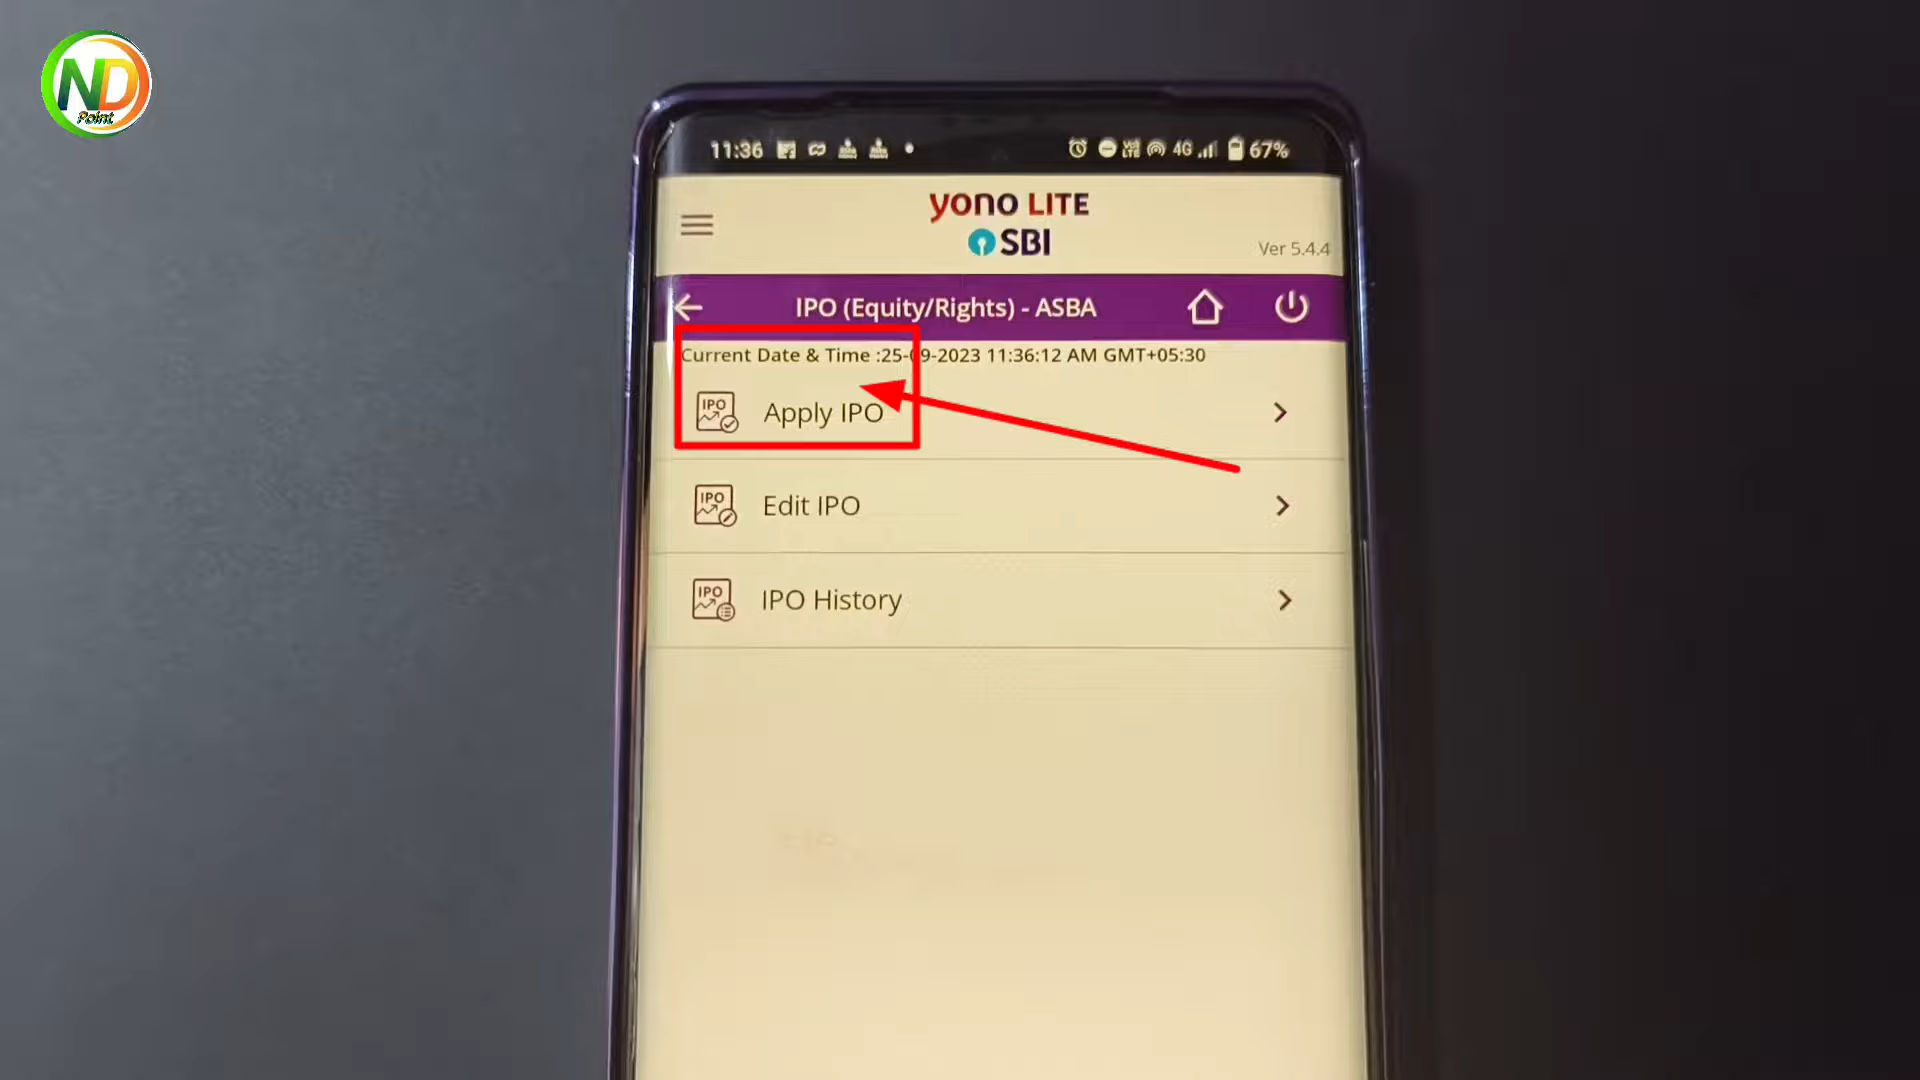 ND
Point
11:36
4G
67%
yono LITE
SBI
Ver 5.4.4
IPO (Equity/Rights) - ASBA
Current Date & Time :25-09-2023 11:36:12 AM GMT+05:30
IPO
Apply IPO
IPO
Edit IPO
IPO
IPO History